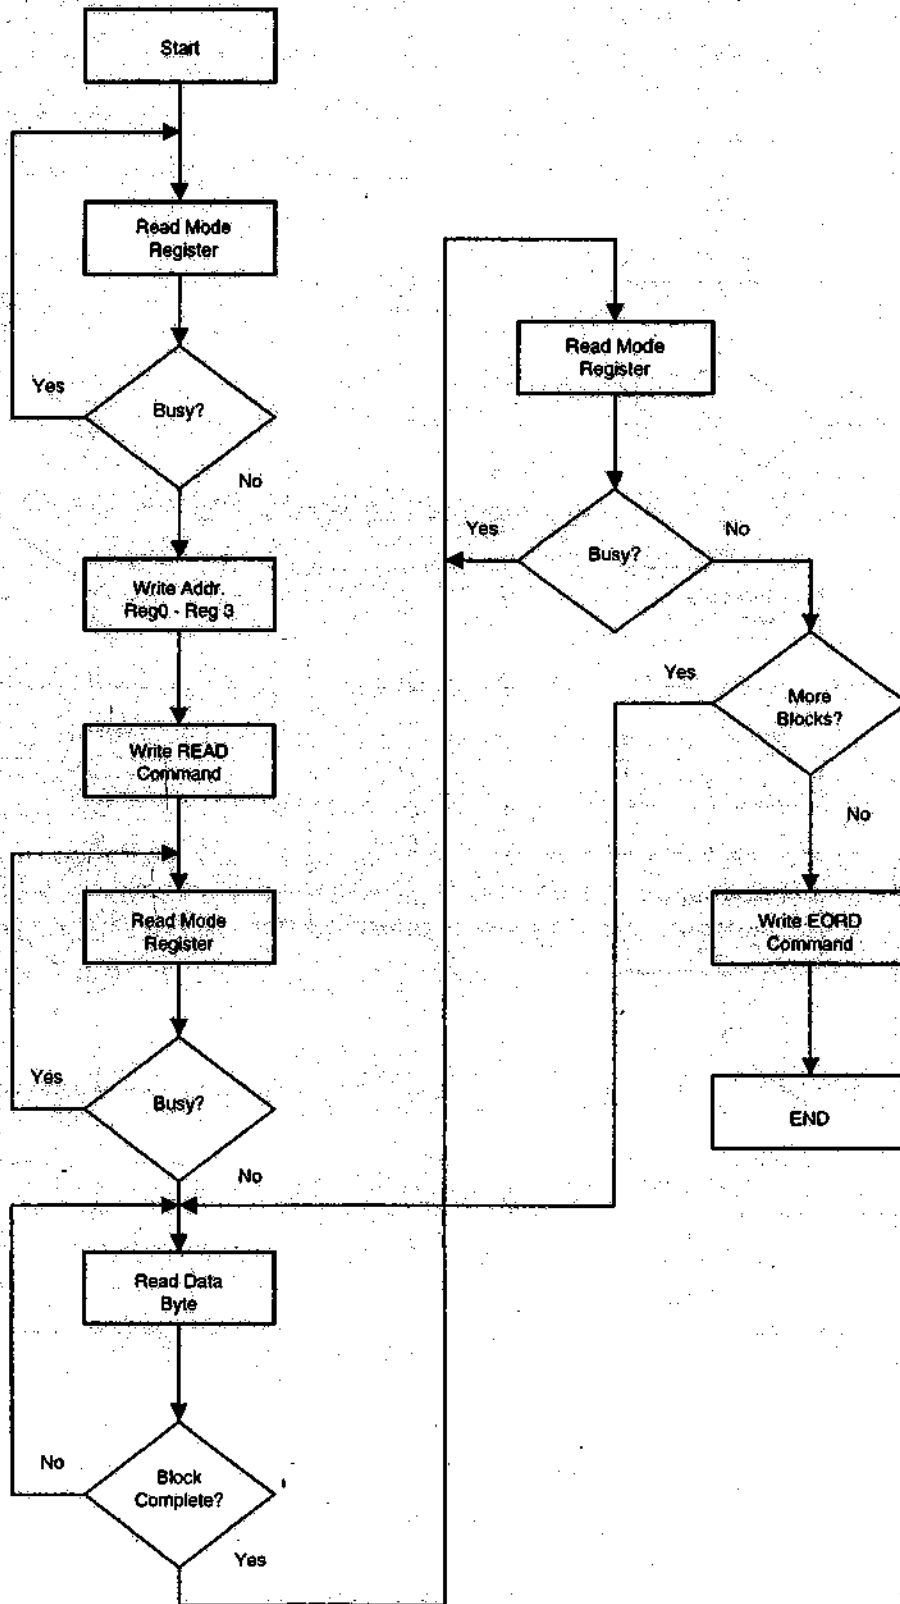 Start
Read Mode
Register
Yes
Busy?
No
Write Addr.
Reg0 - Reg 3
Write READ
Command
Read Mode
Register
Yes
Busy?
No
Read Data
Byte
No
Block
Complete?
Yes
Read Mode
Register
Yes
Busy?
No
Yes
More
Blocks?
No
Write EORD
Command
END